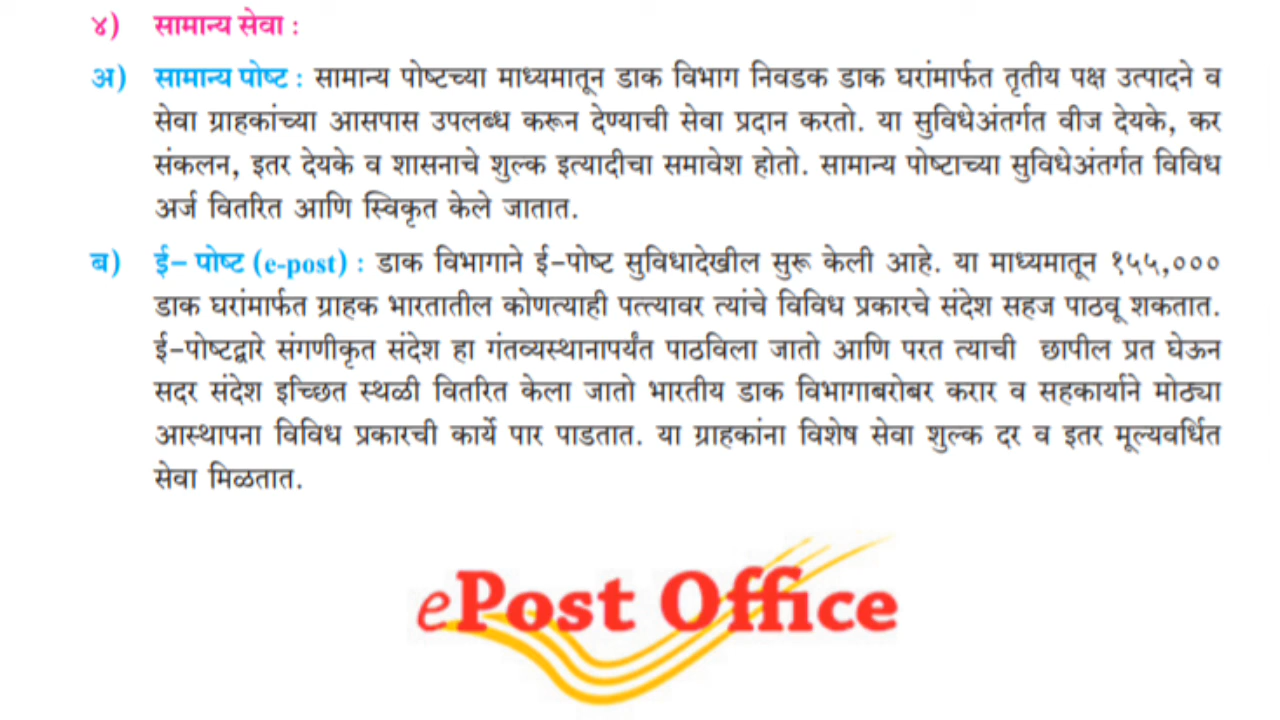 ४) सामान्य सेवा :
अ) सामान्य पोष्ट : सामान्य पोष्टच्या माध्यमातून डाक विभाग निवडक डाक घरांमार्फत तृतीय पक्ष उत्पादने व
सेवा ग्राहकांच्या आसपास उपलब्ध करून देण्याची सेवा प्रदान करतो. या सुविधेअंतर्गत वीज देयके, कर
संकलन, इतर देयके व शासनाचे शुल्क इत्यादीचा समावेश होतो. सामान्य पोष्टाच्या सुविधेअंतर्गत विविध
अर्ज वितरित आणि स्विकृत केले जातात.
ब) ई– पोष्ट (e-post) : डाक विभागाने ई–पोष्ट सुविधादेखील सुरू केली आहे. या माध्यमातून १५५,०००
डाक घरांमार्फत ग्राहक भारतातील कोणत्याही पत्त्यावर त्यांचे विविध प्रकारचे संदेश सहज पाठवू शकतात.
ई–पोष्टद्वारे संगणीकृत संदेश हा गंतव्यस्थानापर्यंत पाठविला जातो आणि परत त्याची छापील प्रत घेऊन
सदर संदेश इच्छित स्थळी वितरित केला जातो भारतीय डाक विभागाबरोबर करार व सहकार्याने मोठ्या
आस्थापना विविध प्रकारची कार्ये पार पाडतात. या ग्राहकांना विशेष सेवा शुल्क दर व इतर मूल्यवर्धित
सेवा मिळतात.
ePost Office